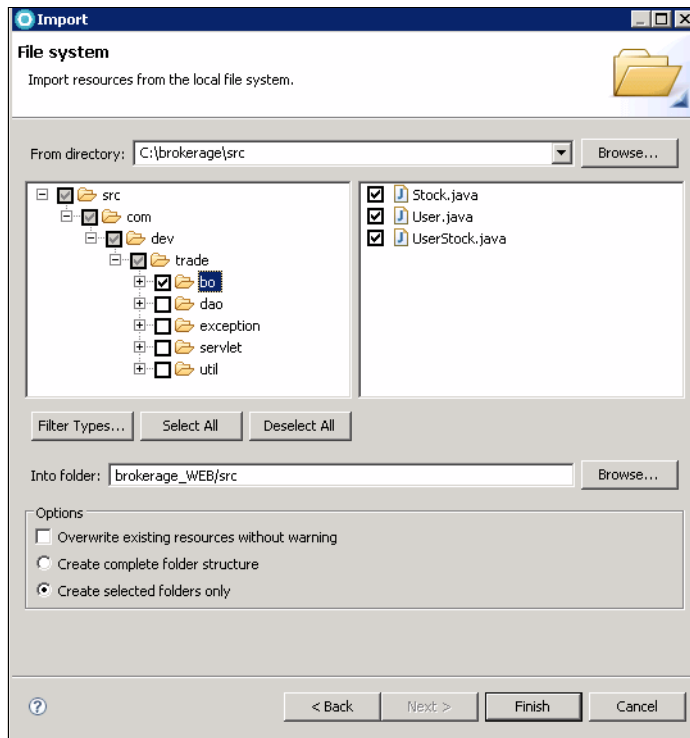 Import
File system
Import resources from the local file system.
From directory: C:\brokerage\src Browse...
src
com
dev
trade
bo
dao
exception
servlet
util
Stock.java
User.java
UserStock.java
Filter Types... Select All Deselect All
Into folder: brokerage_WEB/src Browse...
Options
Overwrite existing resources without warning
Create complete folder structure
Create selected folders only
? < Back Next > Finish Cancel